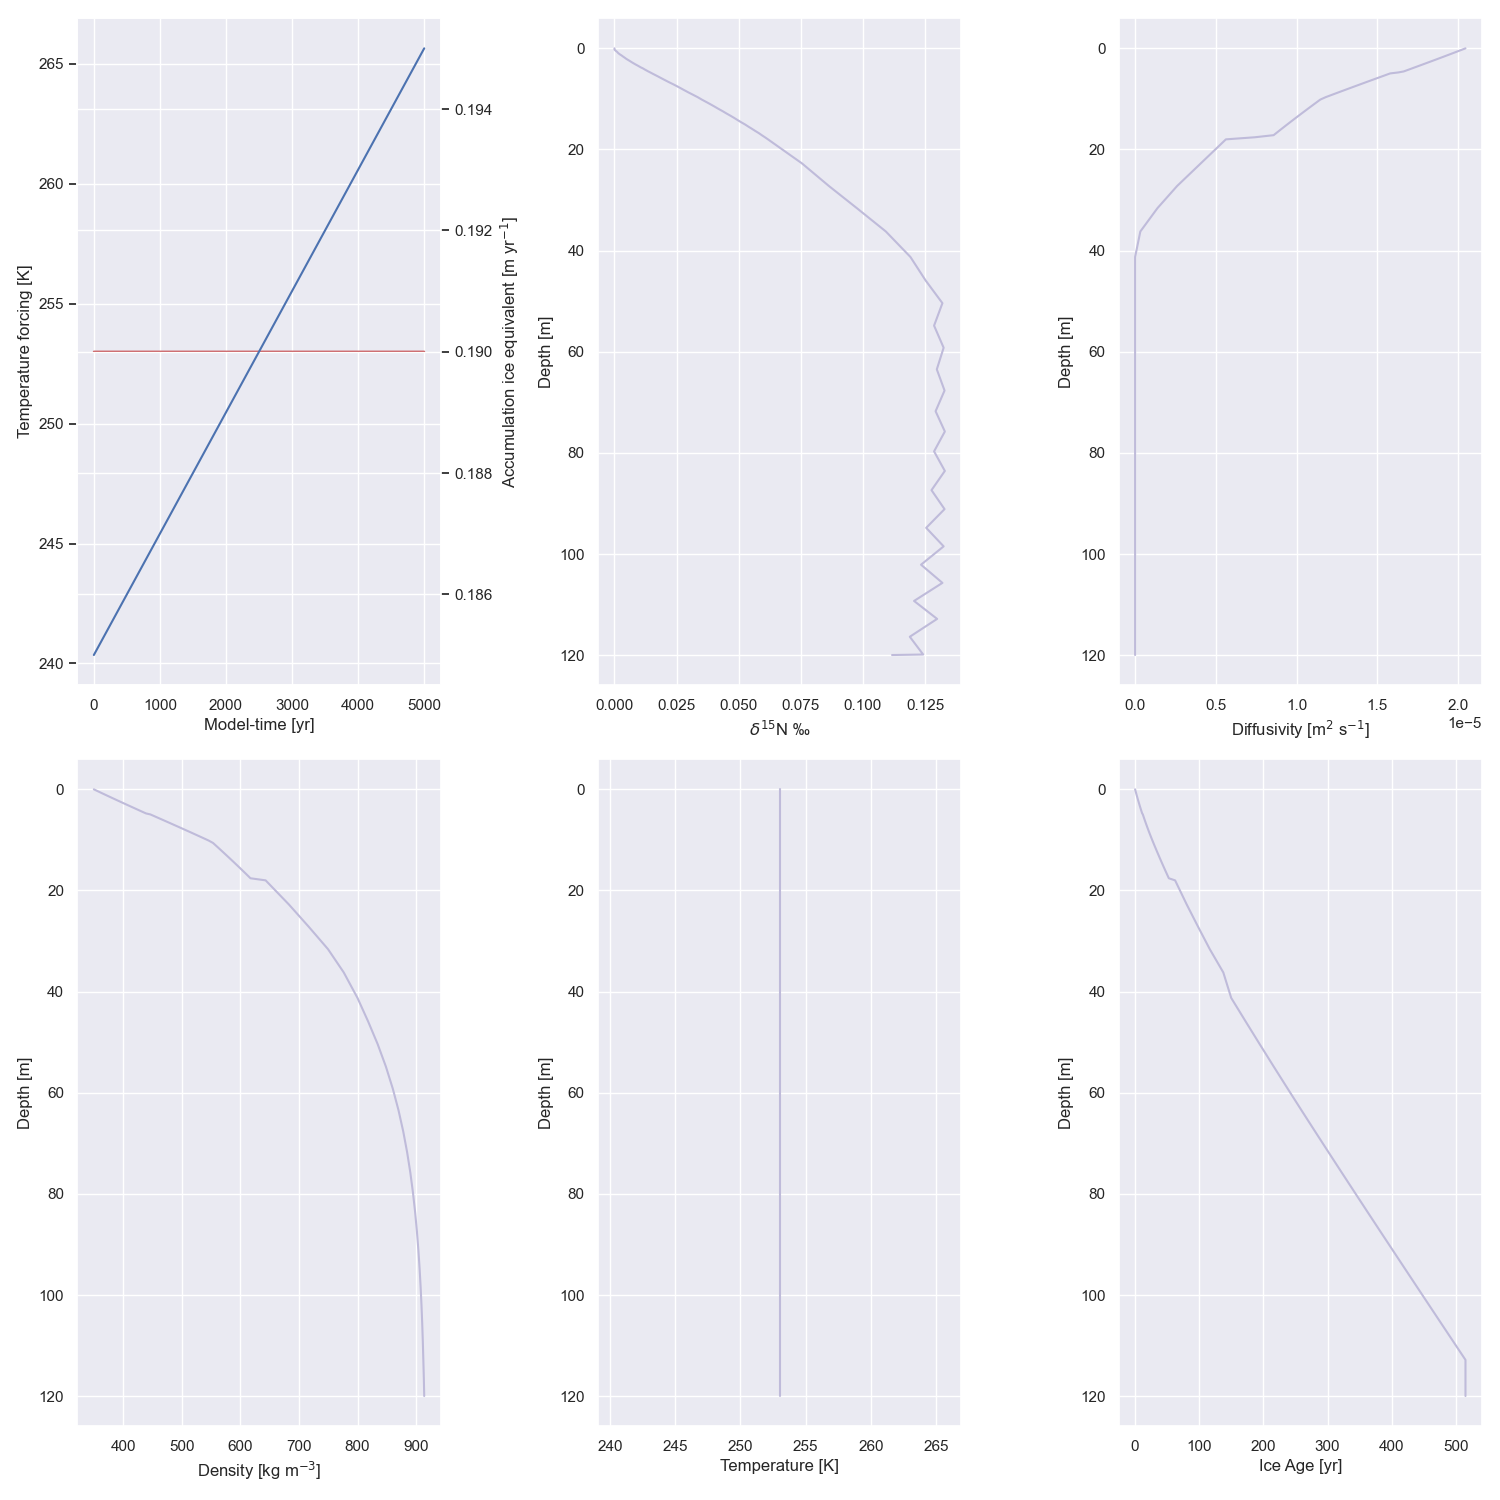 Temperature forcing [K]
265
260
255
250
245
240
0 1000 2000 3000 4000 5000
Model-time [yr]
0.194
0.192
0.190
0.188
0.186
Accumulation ice equivalent [m yr⁻¹]
Depth [m]
0
20
40
60
80
100
120
0.000 0.025 0.050 0.075 0.100 0.125
δ¹⁵N ‰
Depth [m]
0
20
40
60
80
100
120
0.0 0.5 1.0 1.5 2.0
1e−5
Diffusivity [m² s⁻¹]
Depth [m]
0
20
40
60
80
100
120
400 500 600 700 800 900
Density [kg m⁻³]
Depth [m]
0
20
40
60
80
100
120
240 245 250 255 260 265
Temperature [K]
Depth [m]
0
20
40
60
80
100
120
0 100 200 300 400 500
Ice Age [yr]